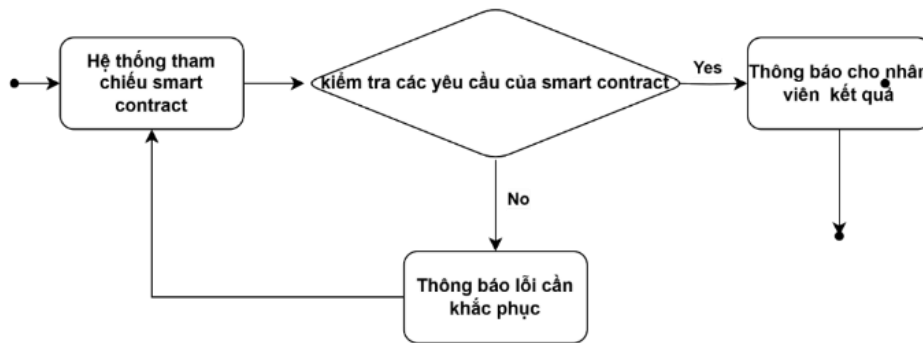 Hệ thống tham
chiếu smart
contract
kiểm tra các yêu cầu của smart contract
Yes
Thông báo cho nhân
viên kết quả
No
Thông báo lỗi cần
khắc phục